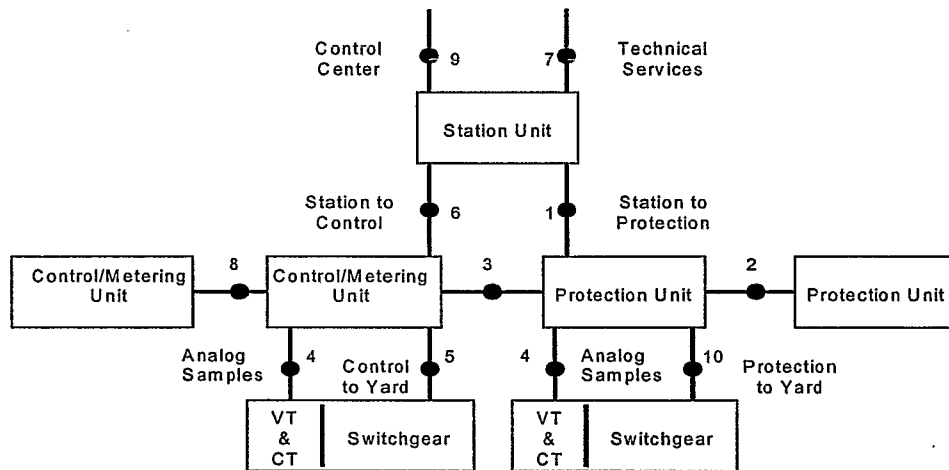 Control
Center
9
7
Technical
Services
Station Unit
Station to
Control
6
1
Station to
Protection
Control/Metering
Unit
8
Control/Metering
Unit
3
Protection Unit
2
Protection Unit
Analog
Samples
4
5
Control
to Yard
4
Analog
Samples
10
Protection
to Yard
VT
&
CT
Switchgear
VT
&
CT
Switchgear